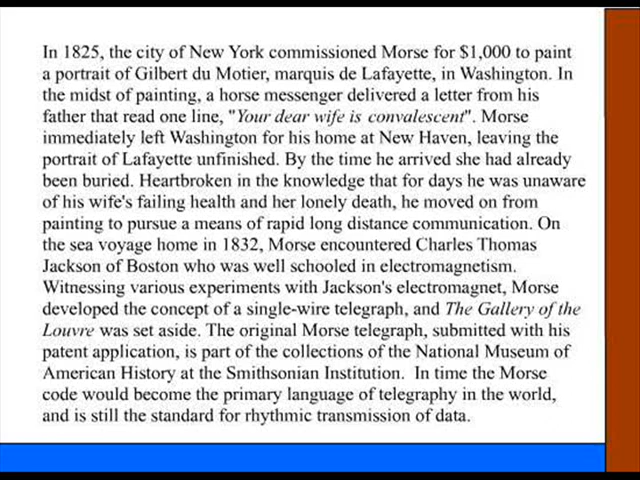 In 1825, the city of New York commissioned Morse for $1,000 to paint
a portrait of Gilbert du Motier, marquis de Lafayette, in Washington. In
the midst of painting, a horse messenger delivered a letter from his
father that read one line, "Your dear wife is convalescent". Morse
immediately left Washington for his home at New Haven, leaving the
portrait of Lafayette unfinished. By the time he arrived she had already
been buried. Heartbroken in the knowledge that for days he was unaware
of his wife's failing health and her lonely death, he moved on from
painting to pursue a means of rapid long distance communication. On
the sea voyage home in 1832, Morse encountered Charles Thomas
Jackson of Boston who was well schooled in electromagnetism.
Witnessing various experiments with Jackson's electromagnet, Morse
developed the concept of a single-wire telegraph, and The Gallery of the
Louvre was set aside. The original Morse telegraph, submitted with his
patent application, is part of the collections of the National Museum of
American History at the Smithsonian Institution.  In time the Morse
code would become the primary language of telegraphy in the world,
and is still the standard for rhythmic transmission of data.